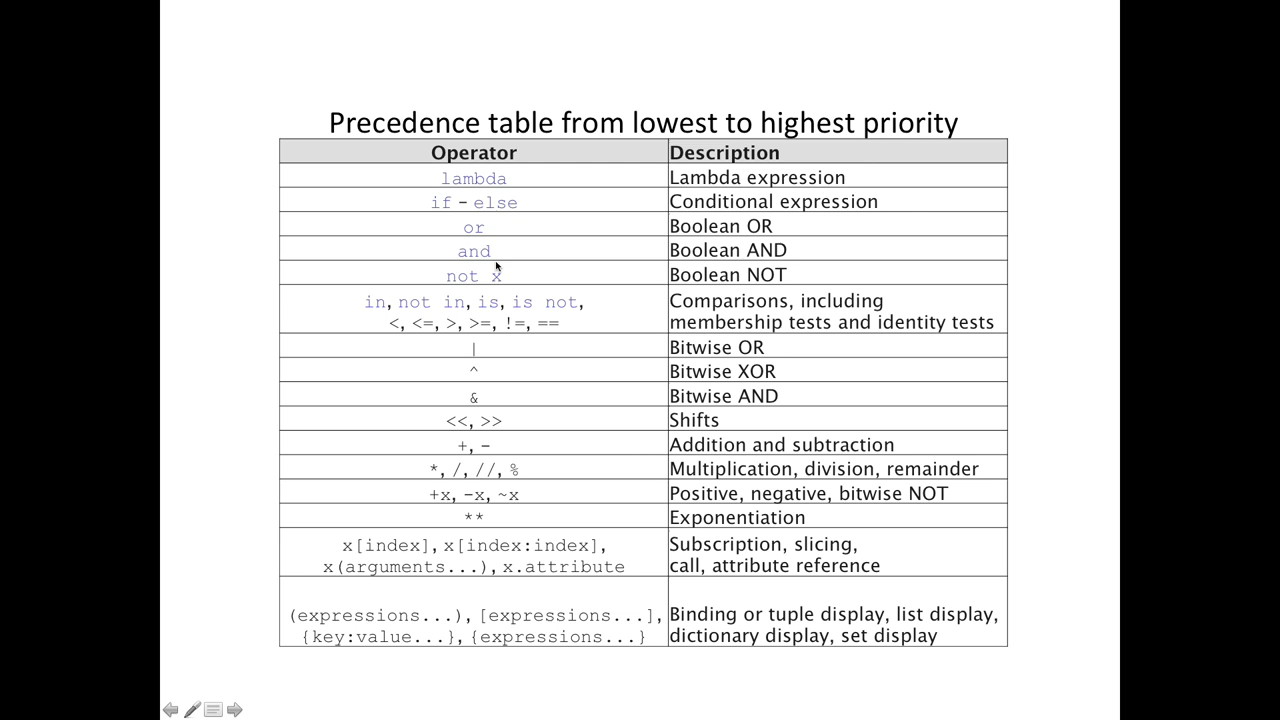 Precedence table from lowest to highest priority
Operator Description
lambda Lambda expression
if – else Conditional expression
or Boolean OR
and Boolean AND
not x Boolean NOT
in, not in, is, is not, Comparisons, including
<, <=, >, >=, !=, == membership tests and identity tests
| Bitwise OR
^ Bitwise XOR
& Bitwise AND
<<, >> Shifts
+, - Addition and subtraction
*, /, //, % Multiplication, division, remainder
+x, -x, ~x Positive, negative, bitwise NOT
** Exponentiation
x[index], x[index:index], Subscription, slicing,
x(arguments...), x.attribute call, attribute reference
(expressions...), [expressions...], Binding or tuple display, list display,
{key:value...}, {expressions...} dictionary display, set display